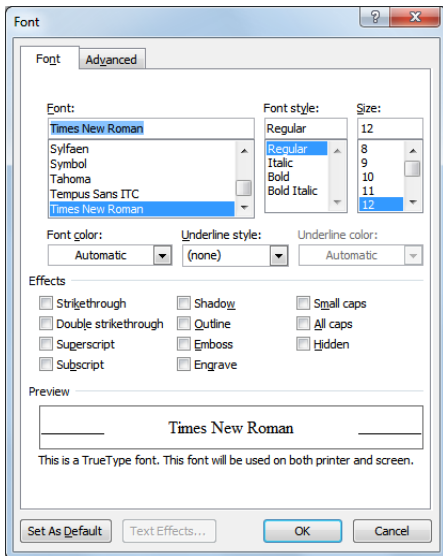 Font
Font Advanced
Font: Font style: Size:
Times New Roman Regular 12
Sylfaen Regular 8
Symbol Italic 9
Tahoma Bold 10
Tempus Sans ITC Bold Italic 11
Times New Roman 12
Font color: Underline style: Underline color:
Automatic (none) Automatic
Effects
Strikethrough Shadow Small caps
Double strikethrough Outline All caps
Superscript Emboss Hidden
Subscript Engrave
Preview
Times New Roman
This is a TrueType font. This font will be used on both printer and screen.
Set As Default Text Effects... OK Cancel